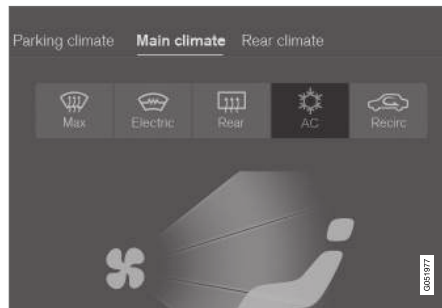 Parking climate Main climate Rear climate
Max Electric Rear AC Recirc
G051977